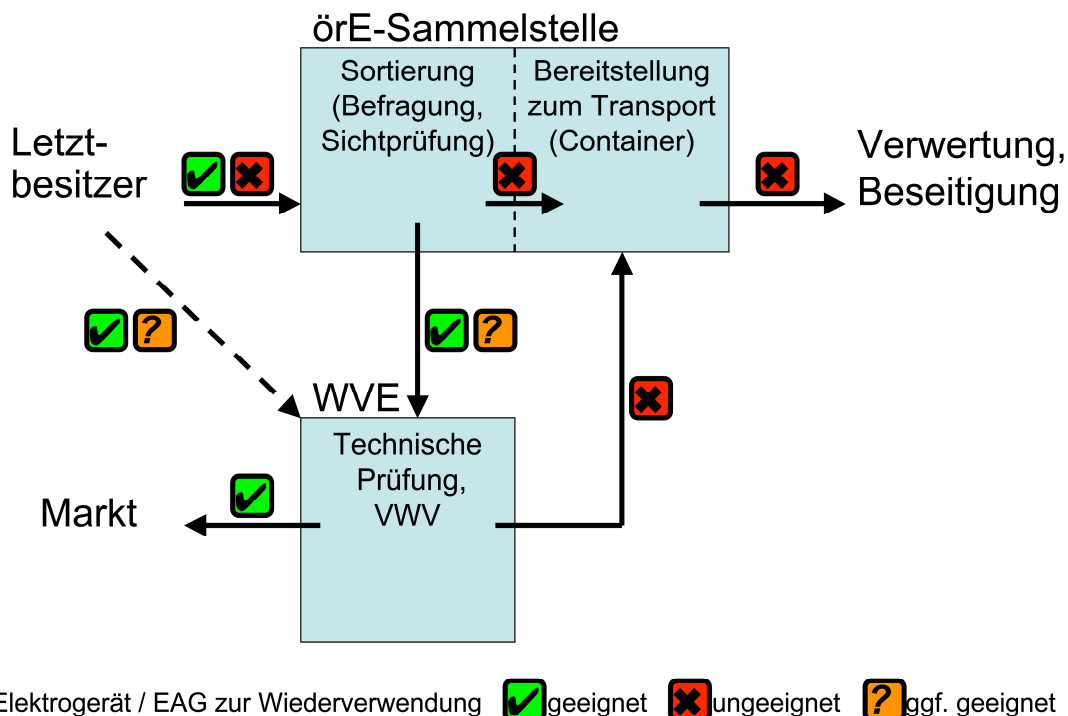 örE-Sammelstelle
Sortierung
(Befragung,
Sichtprüfung)
Bereitstellung
zum Transport
(Container)
Letzt-
besitzer
Verwertung,
Beseitigung
?
?
WVE
Technische
Prüfung,
VWV
Markt
Elektrogerät / EAG zur Wiederverwendung geeignet ungeeignet ? ggf. geeignet